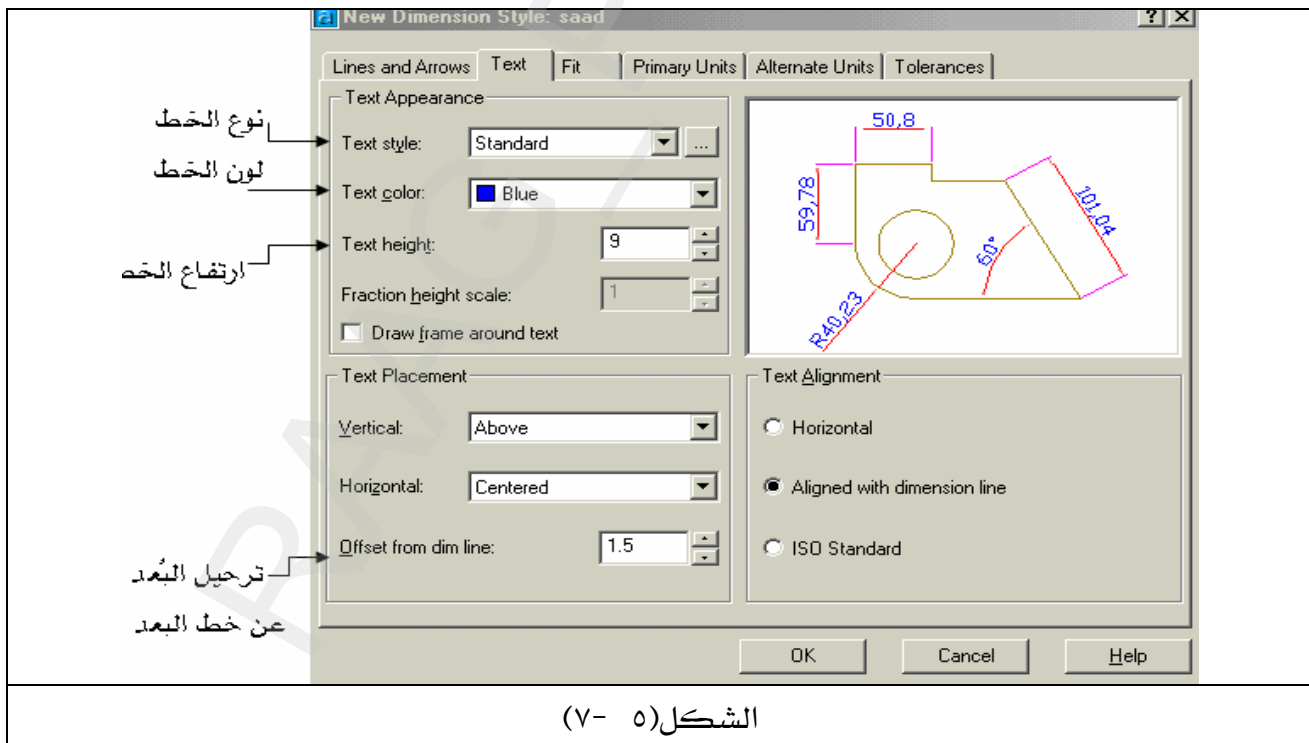 New Dimension Style: saad
Lines and Arrows Text Fit Primary Units Alternate Units Tolerances
Text Appearance
نوع الخط
Text style: Standard ...
لون الخط
Text color: Blue
Text height: 9
ارتفاع الخط
Fraction height scale: 1
Draw frame around text
50,8
59,78
101,04
60°
R40,23
Text Placement
Vertical: Above
Horizontal: Centered
Offset from dim line: 1.5
ترحيل البُعد
عن خط البعد
Text Alignment
Horizontal
Aligned with dimension line
ISO Standard
OK Cancel Help
الشكل(٥ -٧)